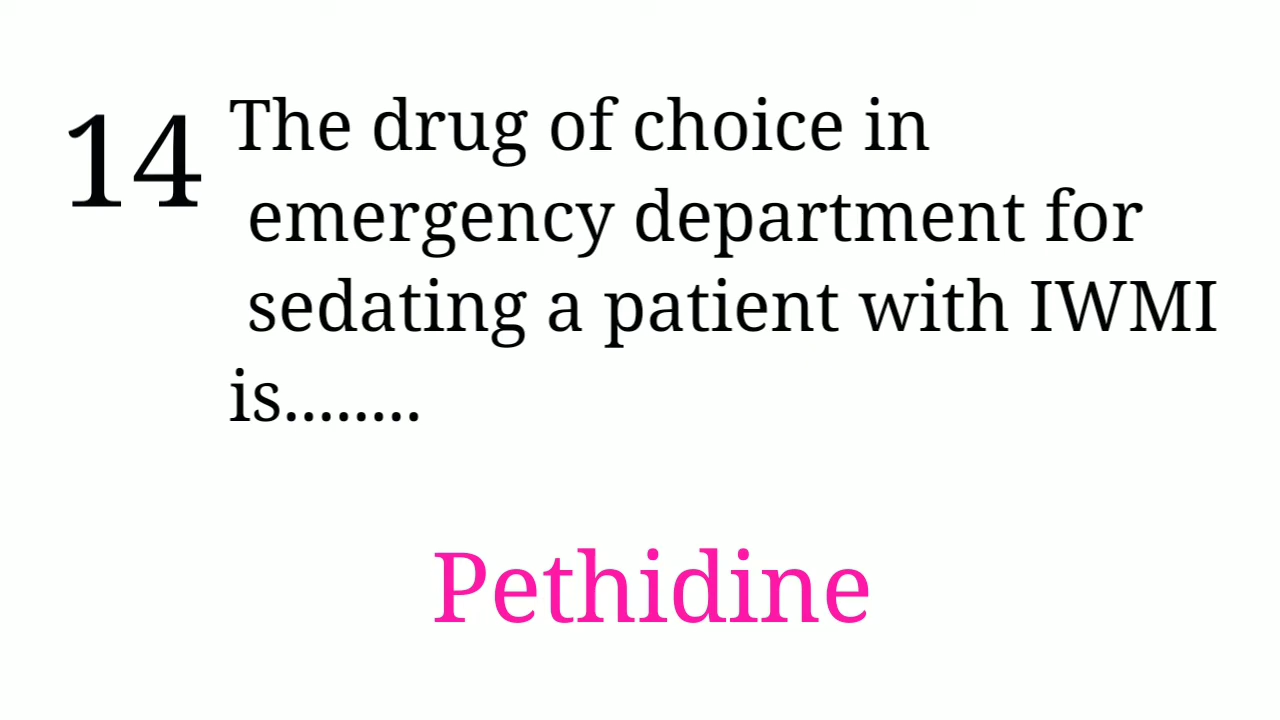 14 The drug of choice in
emergency department for
sedating a patient with IWMI
is........
Pethidine